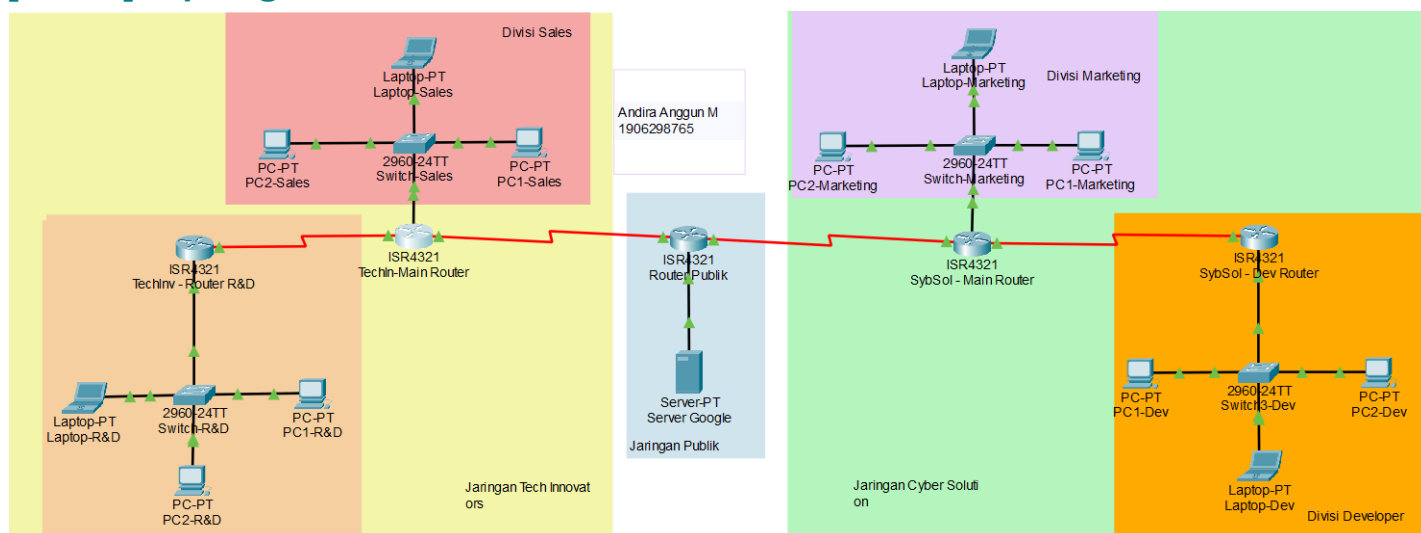 Divisi Sales
Laptop-PT
Laptop-Sales
PC-PT
PC2-Sales
2960-24TT
Switch-Sales
PC-PT
PC1-Sales
Andira Anggun M
1906298765
Laptop-PT
Laptop-Marketing
Divisi Marketing
PC-PT
PC2-Marketing
2960-24TT
Switch-Marketing
PC-PT
PC1-Marketing
ISR4321
TechInv - Router R&D
ISR4321
TechIn-Main Router
ISR4321
Router Publik
ISR4321
SybSol - Main Router
ISR4321
SybSol - Dev Router
Laptop-PT
Laptop-R&D
2960-24TT
Switch-R&D
PC-PT
PC1-R&D
PC-PT
PC2-R&D
Jaringan Tech Innovat
ors
Server-PT
Server Google
Jaringan Publik
Jaringan Cyber Soluti
on
PC-PT
PC1-Dev
2960-24TT
Switch3-Dev
PC-PT
PC2-Dev
Laptop-PT
Laptop-Dev
Divisi Developer